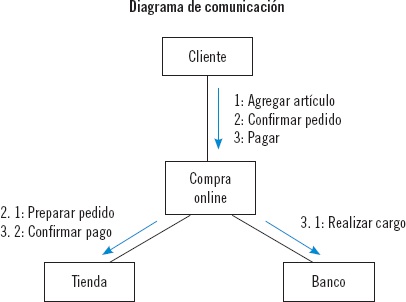 Diagrama de comunicación
Cliente
1: Agregar artículo
2: Confirmar pedido
3: Pagar
Compra
online
2. 1: Preparar pedido
3. 2: Confirmar pago
3. 1: Realizar cargo
Tienda
Banco